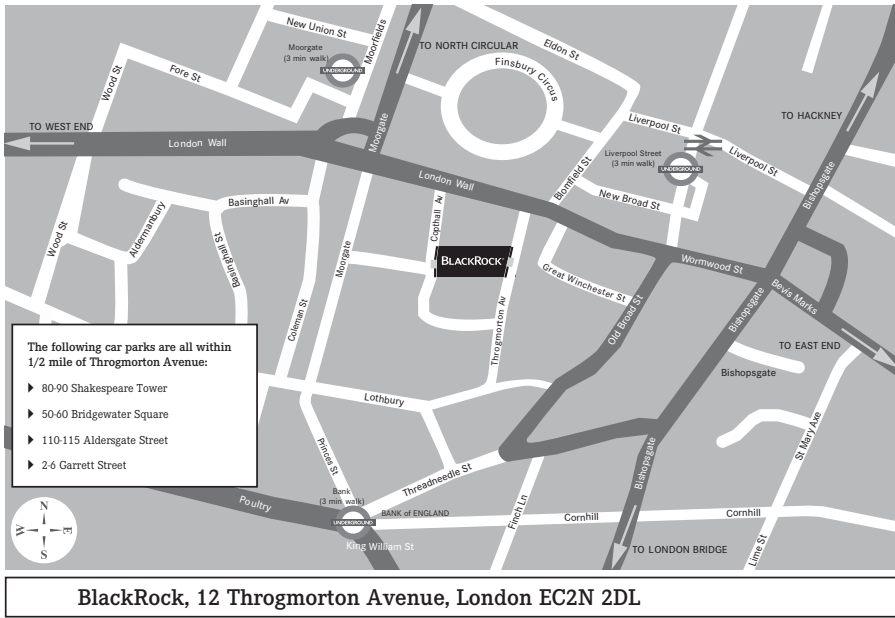 New Union St
Moorfields
Moorgate
(3 min walk)
UNDERGROUND
TO NORTH CIRCULAR
Eldon St
Finsbury Circus
Wood St
Fore St
TO HACKNEY
Liverpool St
Liverpool St
TO WEST END
London Wall
Moorgate
Liverpool Street
(3 min walk)
UNDERGROUND
Blomfield St
London Wall
New Broad St
Bishopsgate
Basinghall Av
Copthall Av
Aldermanbury
Wood St
Basinghall St
Moorgate
BLACKROCK
Wormwood St
Great Winchester St
Bevis Marks
Coleman St
Throgmorton Av
Old Broad St
Bishopsgate
TO EAST END
The following car parks are all within
1/2 mile of Throgmorton Avenue:
80-90 Shakespeare Tower
50-60 Bridgewater Square
110-115 Aldersgate Street
2-6 Garrett Street
Bishopsgate
Lothbury
St Mary Axe
Princes St
Threadneedle St
Bishopsgate
Bank
(3 min walk)
UNDERGROUND
BANK of ENGLAND
Poultry
Finch Ln
Cornhill
Cornhill
King William St
TO LONDON BRIDGE
Lime St
N
W
E
S
BlackRock, 12 Throgmorton Avenue, London EC2N 2DL